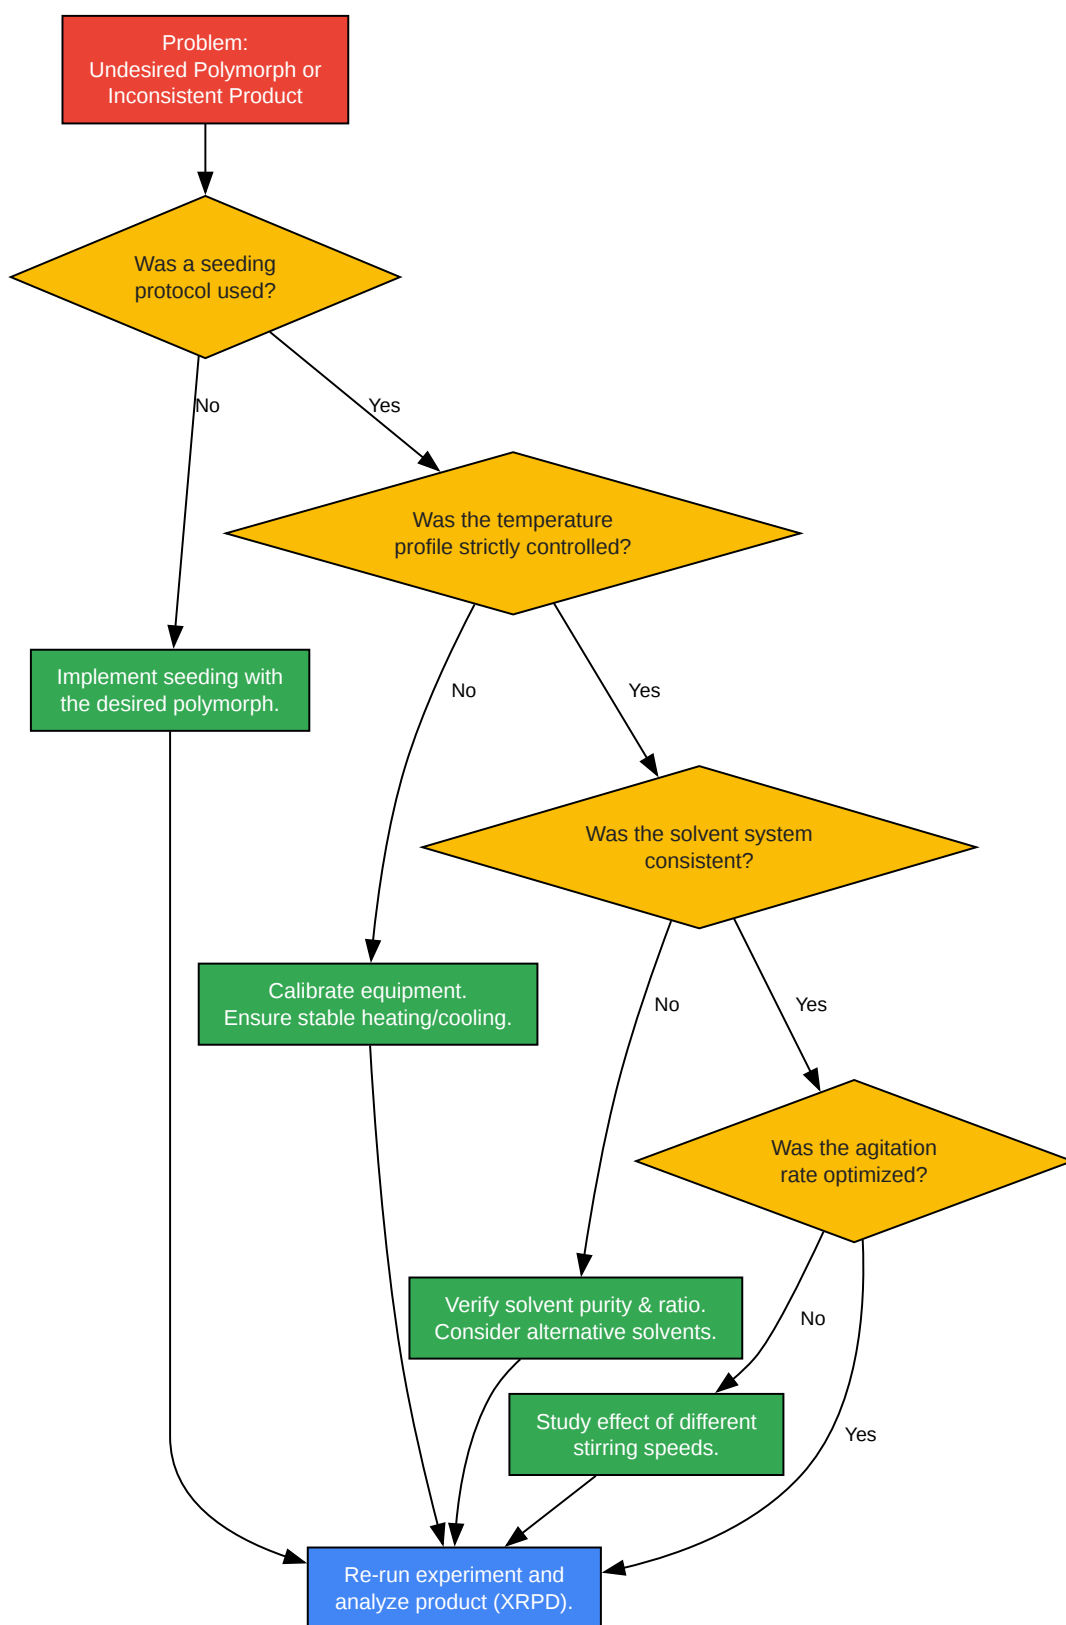 Problem:
Undesired Polymorph or
Inconsistent Product
Was a seeding
protocol used?
No
Yes
Was the temperature
profile strictly controlled?
Implement seeding with
the desired polymorph.
No
Yes
Was the solvent system
consistent?
Calibrate equipment.
Ensure stable heating/cooling.
No
Yes
Was the agitation
rate optimized?
Verify solvent purity & ratio.
Consider alternative solvents.
No
Study effect of different
stirring speeds.
Yes
Re-run experiment and
analyze product (XRPD).